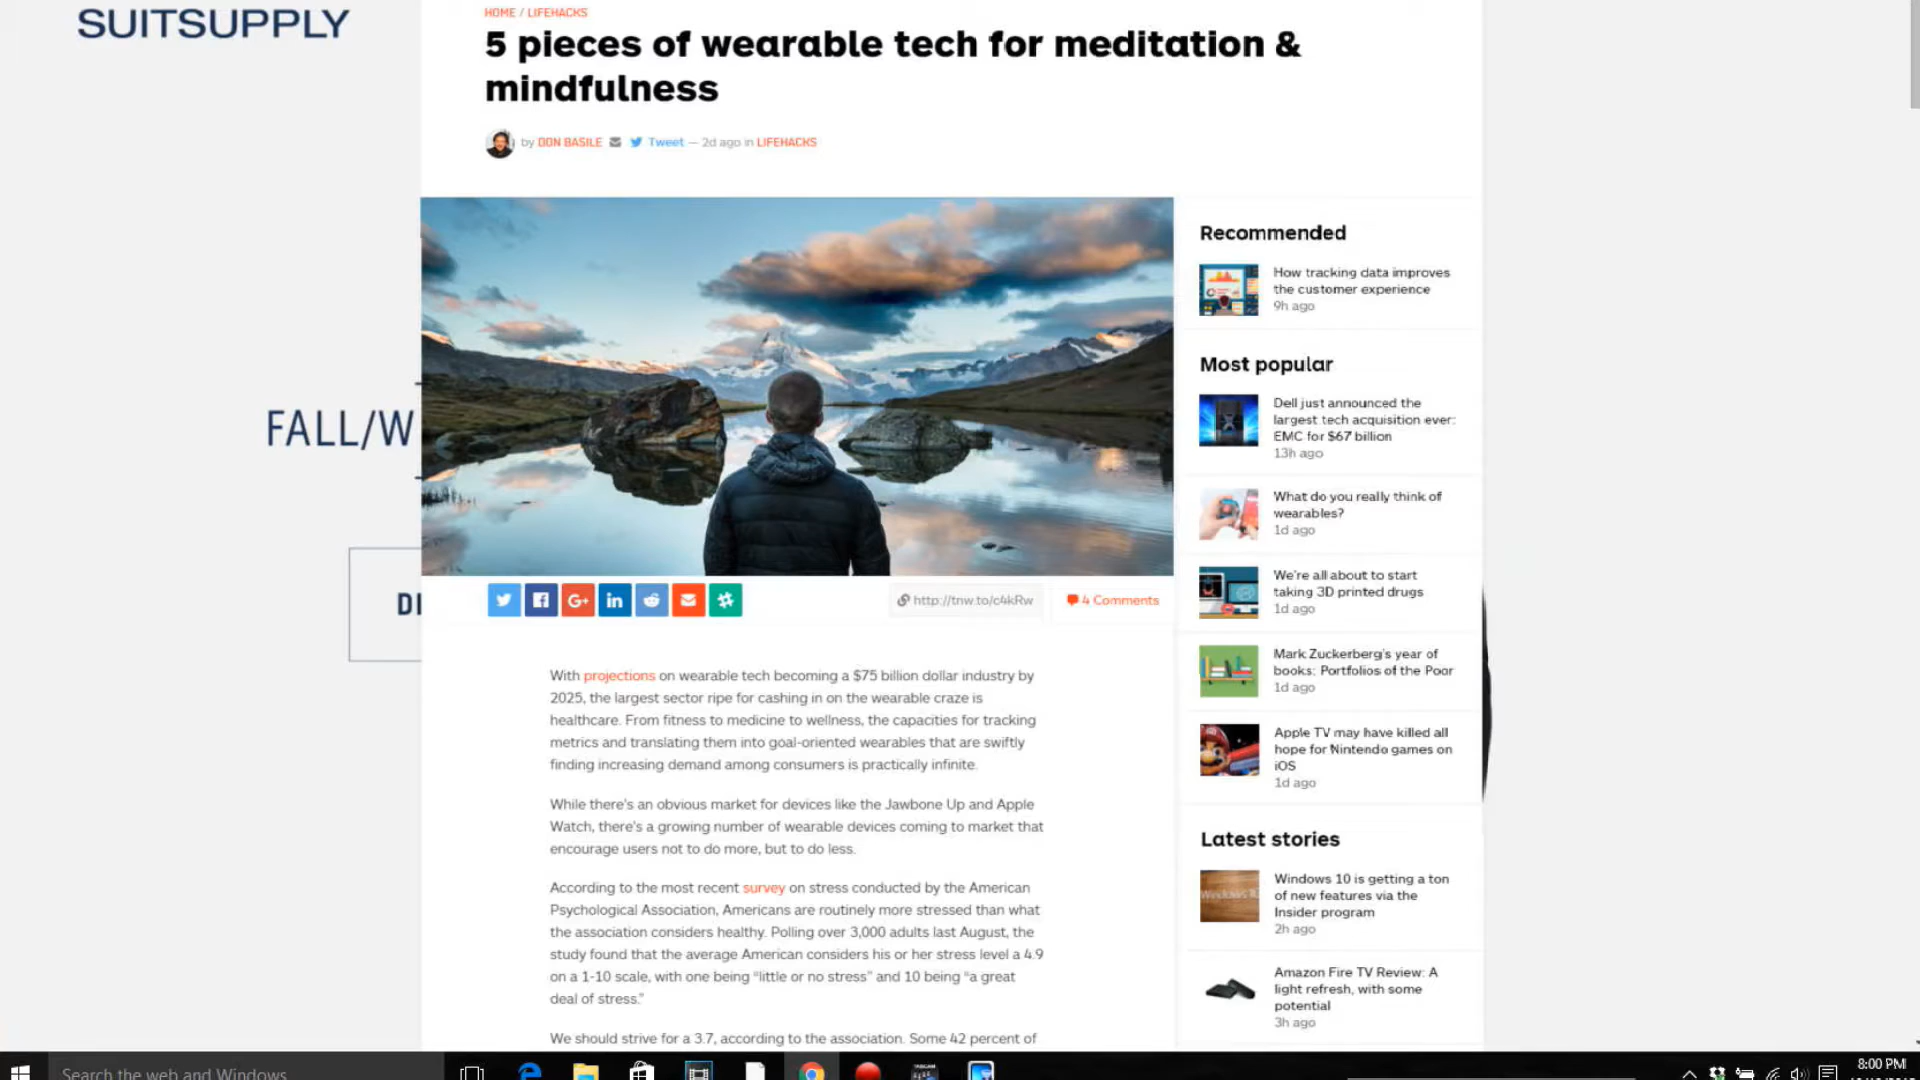 SUITSUPPLY
FALL/W
HOME / LIFEHACKS
5 pieces of wearable tech for meditation &
mindfulness
by DON BASILE Tweet — 2d ago in LIFEHACKS
http://tnw.to/c4kRw
4 Comments
With projections on wearable tech becoming a $75 billion dollar industry by
2025, the largest sector ripe for cashing in on the wearable craze is
healthcare. From fitness to medicine to wellness, the capacities for tracking
metrics and translating them into goal-oriented wearables that are swiftly
finding increasing demand among consumers is practically infinite.
While there's an obvious market for devices like the Jawbone Up and Apple
Watch, there's a growing number of wearable devices coming to market that
encourage users not to do more, but to do less.
According to the most recent survey on stress conducted by the American
Psychological Association, Americans are routinely more stressed than what
the association considers healthy. Polling over 3,000 adults last August, the
study found that the average American considers his or her stress level a 4.9
on a 1-10 scale, with one being “little or no stress” and 10 being “a great
deal of stress.”
We should strive for a 3.7, according to the association. Some 42 percent of
Recommended
How tracking data improves
the customer experience
9h ago
Most popular
Dell just announced the
largest tech acquisition ever:
EMC for $67 billion
13h ago
What do you really think of
wearables?
1d ago
We're all about to start
taking 3D printed drugs
1d ago
Mark Zuckerberg's year of
books: Portfolios of the Poor
1d ago
Apple TV may have killed all
hope for Nintendo games on
iOS
1d ago
Latest stories
Windows 10 is getting a ton
of new features via the
Insider program
2h ago
Amazon Fire TV Review: A
light refresh, with some
potential
3h ago
Search the web and Windows
8:00 PM